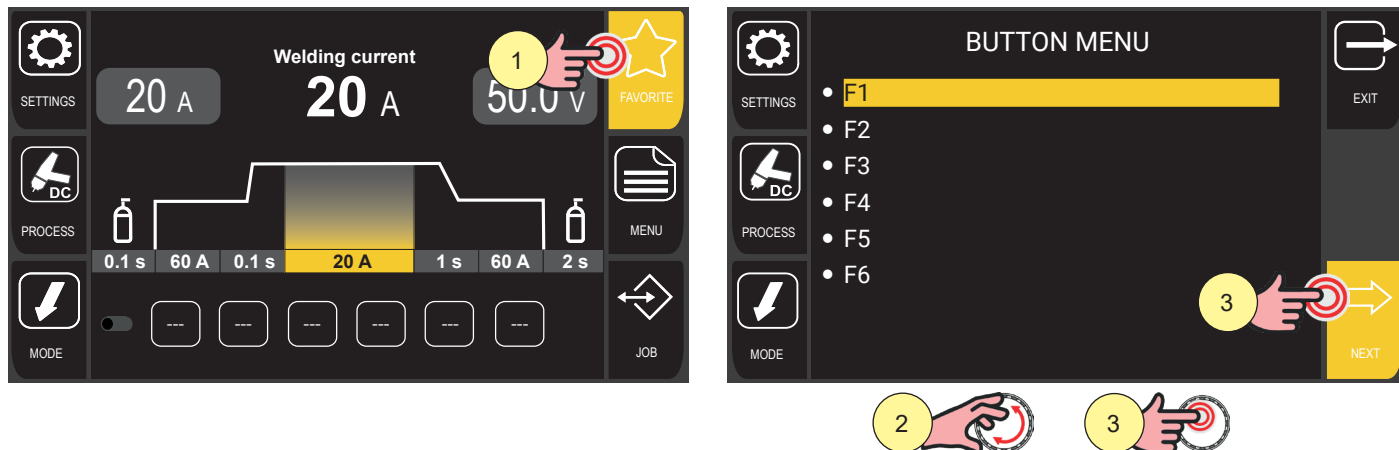 SETTINGS
PROCESS
DC
MODE
Welding current
20 A
20 A
50.0 V
1
FAVORITE
MENU
JOB
0.1 s 60 A 0.1 s 20 A 1 s 60 A 2 s
--- --- --- --- --- ---
SETTINGS
PROCESS
DC
MODE
BUTTON MENU
• F1
• F2
• F3
• F4
• F5
• F6
EXIT
3
NEXT
2
3